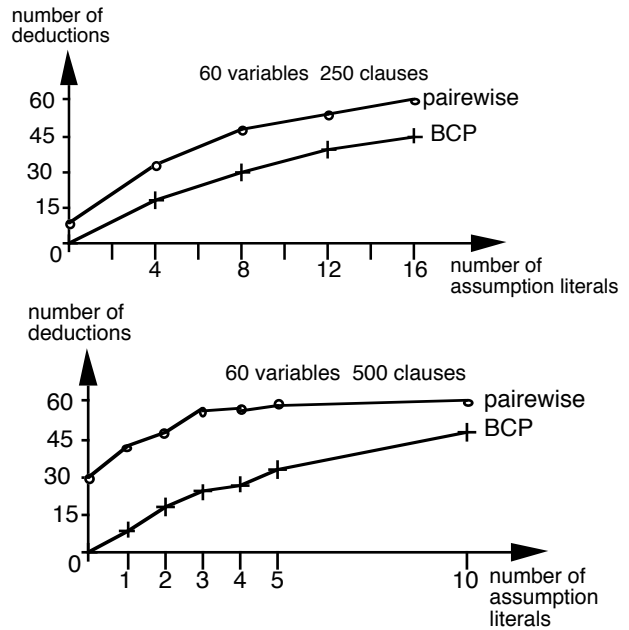 number of
deductions
60 variables 250 clauses
60
pairewise
45
BCP
30
15
0
4
8
12
16
number of
assumption literals
number of
deductions
60 variables 500 clauses
60
pairewise
45
BCP
30
15
0
1
2
3
4
5
10
number of
assumption
literals